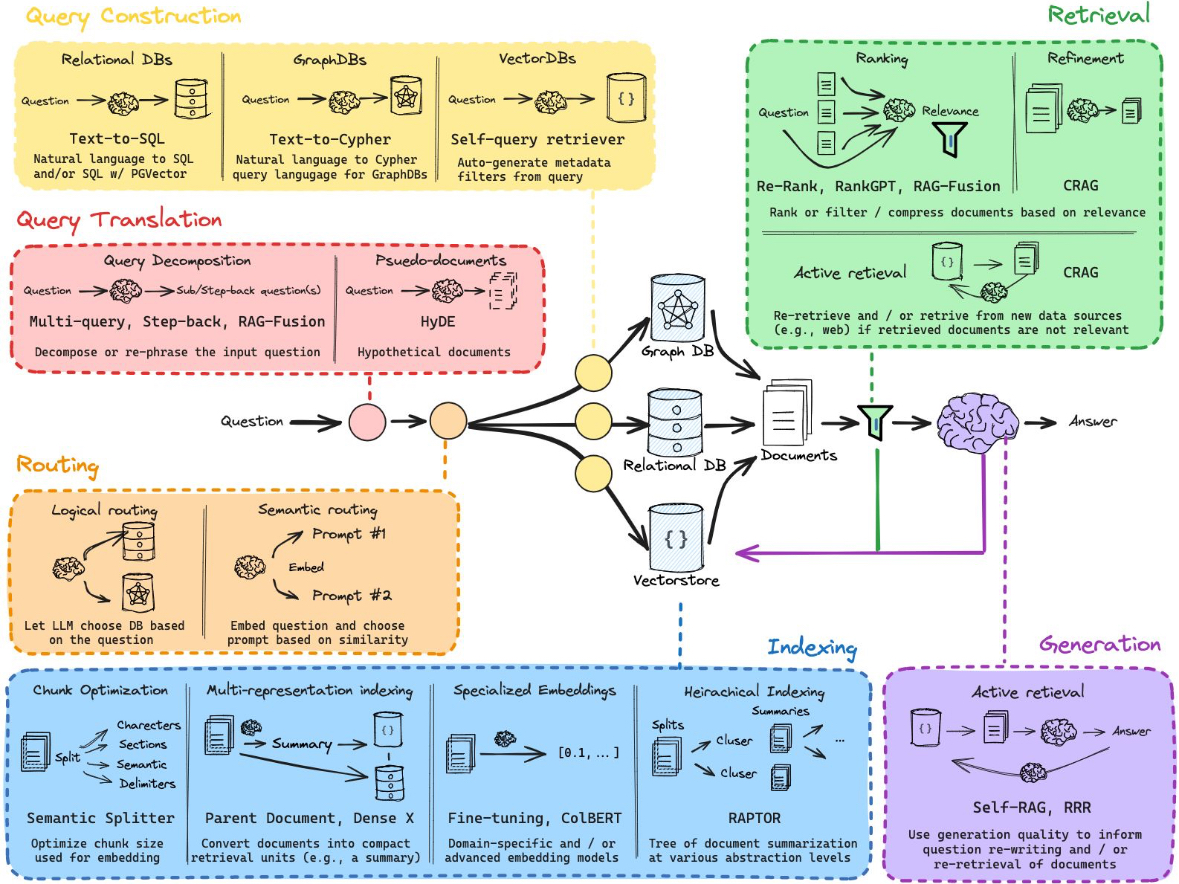 Query Construction
Relational DBs
Question
Text-to-SQL
Natural language to SQL
and/or SQL w/ PGVector
GraphDBs
Question
Text-to-Cypher
Natural language to Cypher
query langugage for GraphDBs
VectorDBs
Question
{ }
Self-query retriever
Auto-generate metadata
filters from query
Retrieval
Ranking
Question
Relevance
Re-Rank, RankGPT, RAG-Fusion
Refinement
CRAG
Rank or filter / compress documents based on relevance
Active retieval
{ }
CRAG
Re-retrieve and / or retrive from new data sources
(e.g., web) if retrieved documents are not relevant
Query Translation
Query Decomposition
Question
Sub/Step-back question(s)
Multi-query, Step-back, RAG-Fusion
Decompose or re-phrase the input question
Psuedo-documents
Question
HyDE
Hypothetical documents
Question
Graph DB
Relational DB
{ }
Vectorstore
Documents
Answer
Routing
Logical routing
Let LLM choose DB based
on the question
Semantic routing
Prompt #1
Embed
Prompt #2
Embed question and choose
prompt based on similarity
Indexing
Chunk Optimization
Split
Charecters
Sections
Semantic
Delimiters
Semantic Splitter
Optimize chunk size
used for embedding
Multi-representation indexing
Summary
{ }
Parent Document, Dense X
Convert documents into compact
retrieval units (e.g., a summary)
Specialized Embeddings
[0.1, ... ]
Fine-tuning, ColBERT
Domain-specific and / or
advanced embedding models
Heirachical Indexing
Summaries
Splits
Cluser
...
Cluser
RAPTOR
Tree of document summarization
at various abstraction levels
Generation
Active retieval
{ }
Answer
Self-RAG, RRR
Use generation quality to inform
question re-writing and / or
re-retrieval of documents